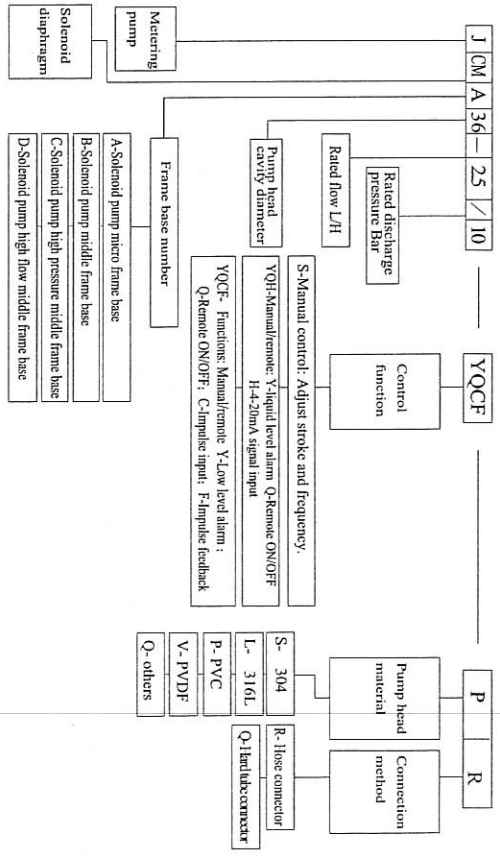 J CM A 36 — 25 / 10 — YQCF — P R
Metering
pump
Solenoid
diaphragm
Frame base number
A-Solenoid pump micro frame base
B-Solenoid pump middle frame base
C-Solenoid pump high pressure middle frame base
D-Solenoid pump high flow middle frame base
Pump head
cavity diameter
Rated flow L/H
Rated discharge
pressure Bar
Control
function
S-Manual control: Adjust stroke and frequency.
YQH-Manual/remote: Y-liquid level alarm Q-Remote ON/OFF
H-4-20mA signal input
YQCF- Functions: Manual/remote Y-Low level alarm ;
Q-Remote ON/OFF; C-Impulse input; F-Impulse feedback
Pump head
material
S- 304
L- 316L
P- PVC
V- PVDF
Q- others
Connection
method
R- Hose connector
Q-Hard tube connector